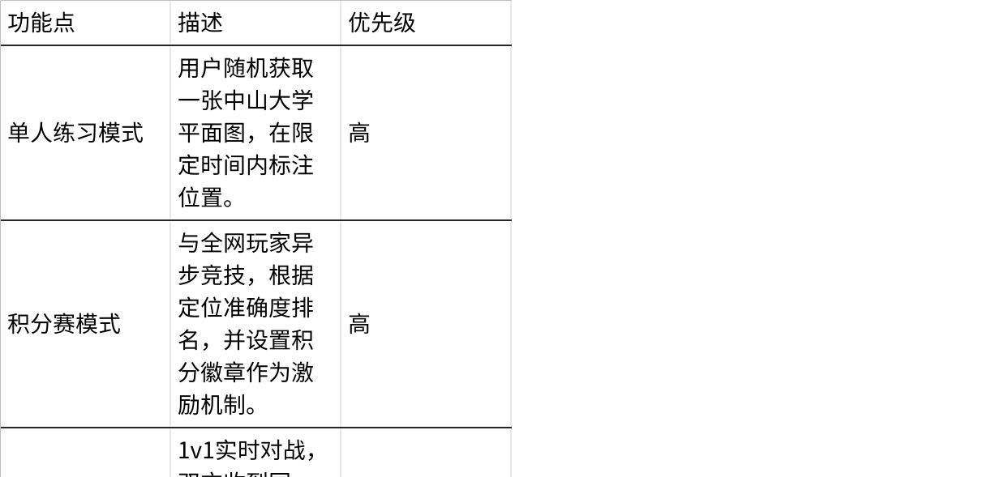 功能点 描述 优先级
单人练习模式
用户随机获取
一张中山大学
平面图，在限
定时间内标注
位置。
高
积分赛模式
与全网玩家异
步竞技，根据
定位准确度排
名，并设置积
分徽章作为激
励机制。
高
1v1实时对战，